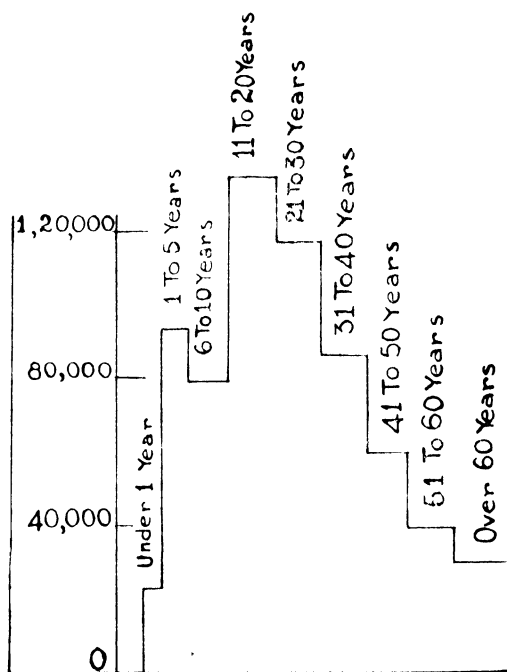 1,20,000
80,000
40,000
0
Under 1 Year
1 To 5 Years
6 To 10 Years
11 To 20 Years
21 To 30 Years
31 To 40 Years
41 To 50 Years
51 To 60 Years
Over 60 Years